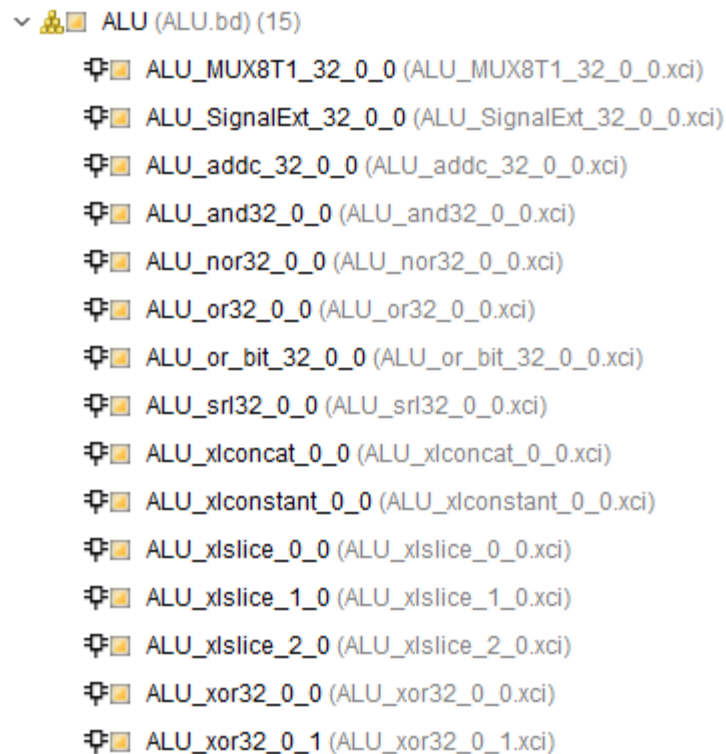 ALU (ALU.bd) (15)
ALU_MUX8T1_32_0_0 (ALU_MUX8T1_32_0_0.xci)
ALU_SignalExt_32_0_0 (ALU_SignalExt_32_0_0.xci)
ALU_addc_32_0_0 (ALU_addc_32_0_0.xci)
ALU_and32_0_0 (ALU_and32_0_0.xci)
ALU_nor32_0_0 (ALU_nor32_0_0.xci)
ALU_or32_0_0 (ALU_or32_0_0.xci)
ALU_or_bit_32_0_0 (ALU_or_bit_32_0_0.xci)
ALU_srl32_0_0 (ALU_srl32_0_0.xci)
ALU_xlconcat_0_0 (ALU_xlconcat_0_0.xci)
ALU_xlconstant_0_0 (ALU_xlconstant_0_0.xci)
ALU_xlslice_0_0 (ALU_xlslice_0_0.xci)
ALU_xlslice_1_0 (ALU_xlslice_1_0.xci)
ALU_xlslice_2_0 (ALU_xlslice_2_0.xci)
ALU_xor32_0_0 (ALU_xor32_0_0.xci)
ALU_xor32_0_1 (ALU_xor32_0_1.xci)